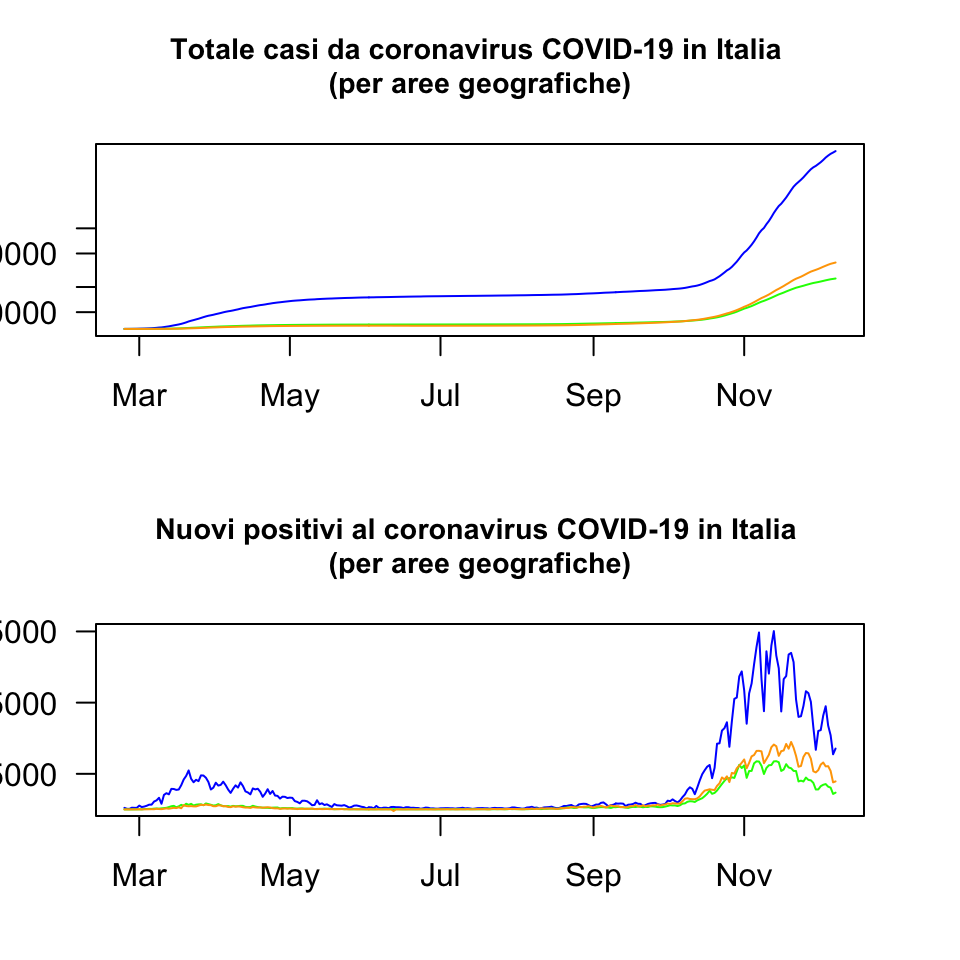 Totale casi da coronavirus COVID-19 in Italia
(per aree geografiche)
0000
0000
Mar May Jul Sep Nov
Nuovi positivi al coronavirus COVID-19 in Italia
(per aree geografiche)
5000
5000
5000
Mar May Jul Sep Nov